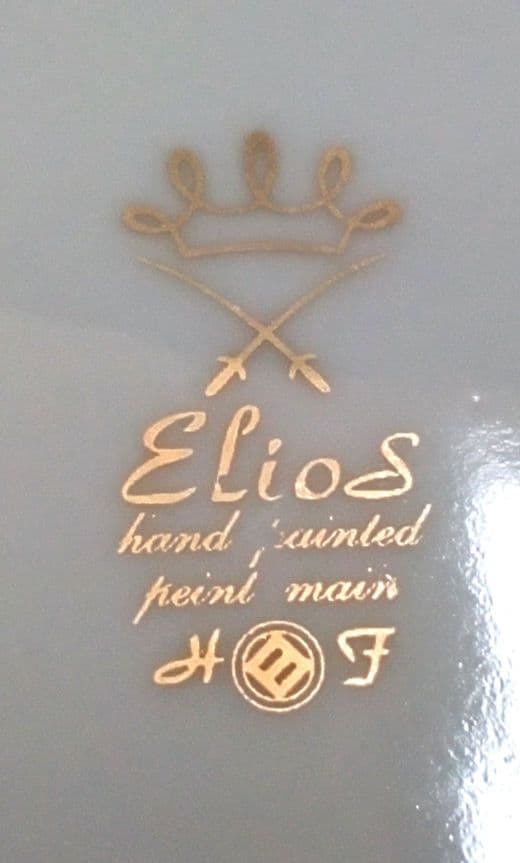 Elios
hand painted
peint main
H E F